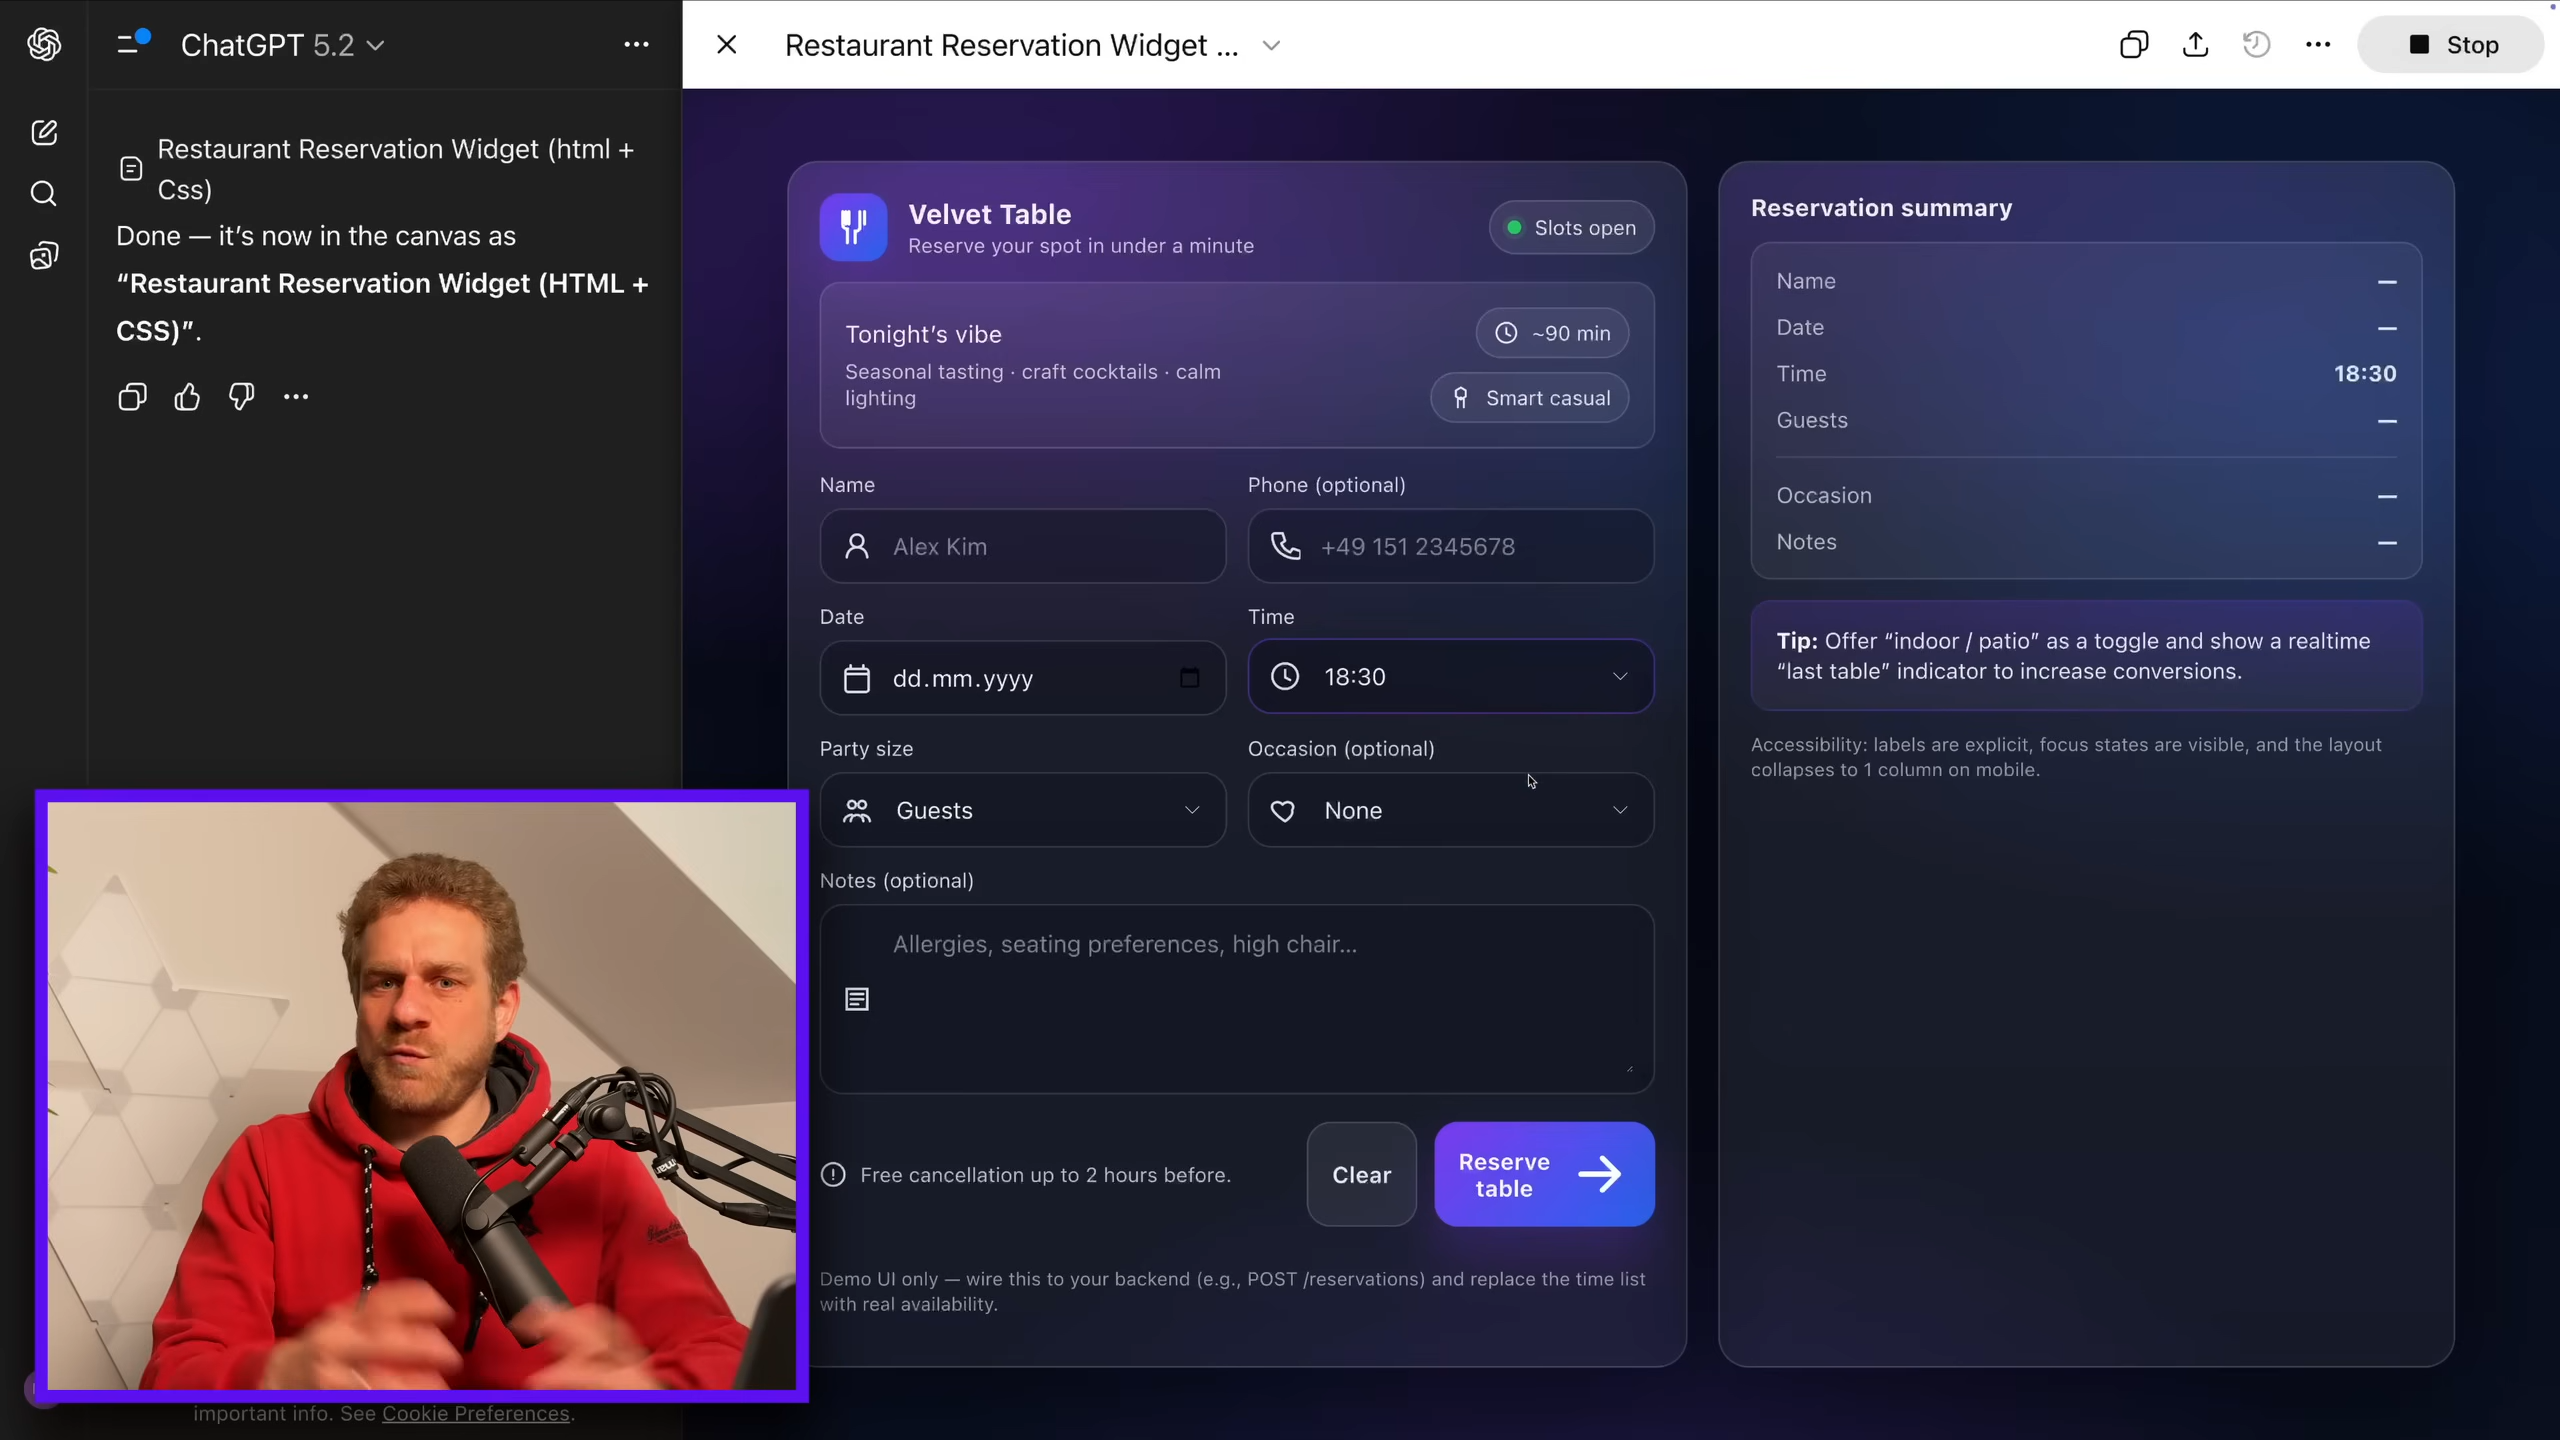 ChatGPT 5.2
Restaurant Reservation Widget (html +
Css)
Done — it’s now in the canvas as
“Restaurant Reservation Widget (HTML +
CSS)”.
important info. See Cookie Preferences.
Restaurant Reservation Widget ...
Stop
Velvet Table
Reserve your spot in under a minute
Slots open
Tonight’s vibe
Seasonal tasting · craft cocktails · calm
lighting
~90 min
Smart casual
Name
Phone (optional)
Alex Kim
+49 151 2345678
Date
Time
dd.mm.yyyy
18:30
Party size
Occasion (optional)
Guests
None
Notes (optional)
Allergies, seating preferences, high chair...
Free cancellation up to 2 hours before.
Clear
Reserve
table
Demo UI only — wire this to your backend (e.g., POST /reservations) and replace the time list
with real availability.
Reservation summary
Name —
Date —
Time 18:30
Guests —
Occasion —
Notes —
Tip: Offer “indoor / patio” as a toggle and show a realtime
“last table” indicator to increase conversions.
Accessibility: labels are explicit, focus states are visible, and the layout
collapses to 1 column on mobile.